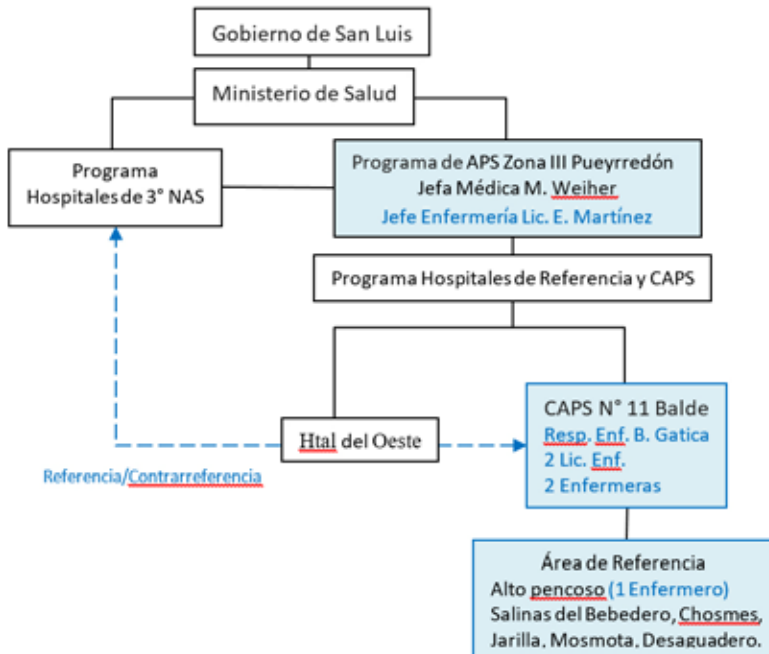 Gobierno de San Luis
Ministerio de Salud
Programa
Hospitales de 3° NAS
Programa de APS Zona III Pueyrredón
Jefa Médica M. Weiher
Jefe Enfermería Lic. E. Martínez
Programa Hospitales de Referencia y CAPS
Htal del Oeste
CAPS N° 11 Balde
Resp. Enf. B. Gatica
2 Lic. Enf.
2 Enfermeras
Referencia/Contrarreferencia
Área de Referencia
Alto pencoso (1 Enfermero)
Salinas del Bebedero, Chosmes,
Jarilla, Mosmota, Desaguadero.